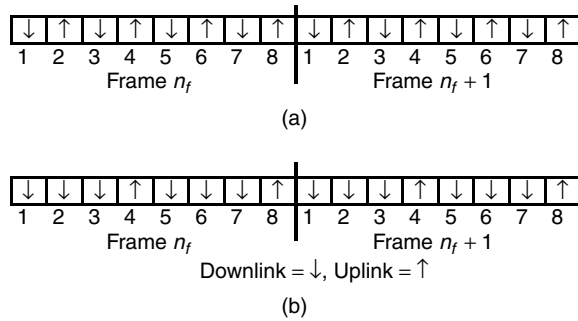 ↓ ↑ ↓ ↑ ↓ ↑ ↓ ↑ ↓ ↑ ↓ ↑ ↓ ↑ ↓ ↑
1 2 3 4 5 6 7 8 1 2 3 4 5 6 7 8
Frame n_f Frame n_f + 1
(a)
↓ ↓ ↓ ↑ ↓ ↓ ↓ ↑ ↓ ↓ ↓ ↑ ↓ ↓ ↓ ↑
1 2 3 4 5 6 7 8 1 2 3 4 5 6 7 8
Frame n_f Frame n_f + 1
Downlink = ↓, Uplink = ↑
(b)